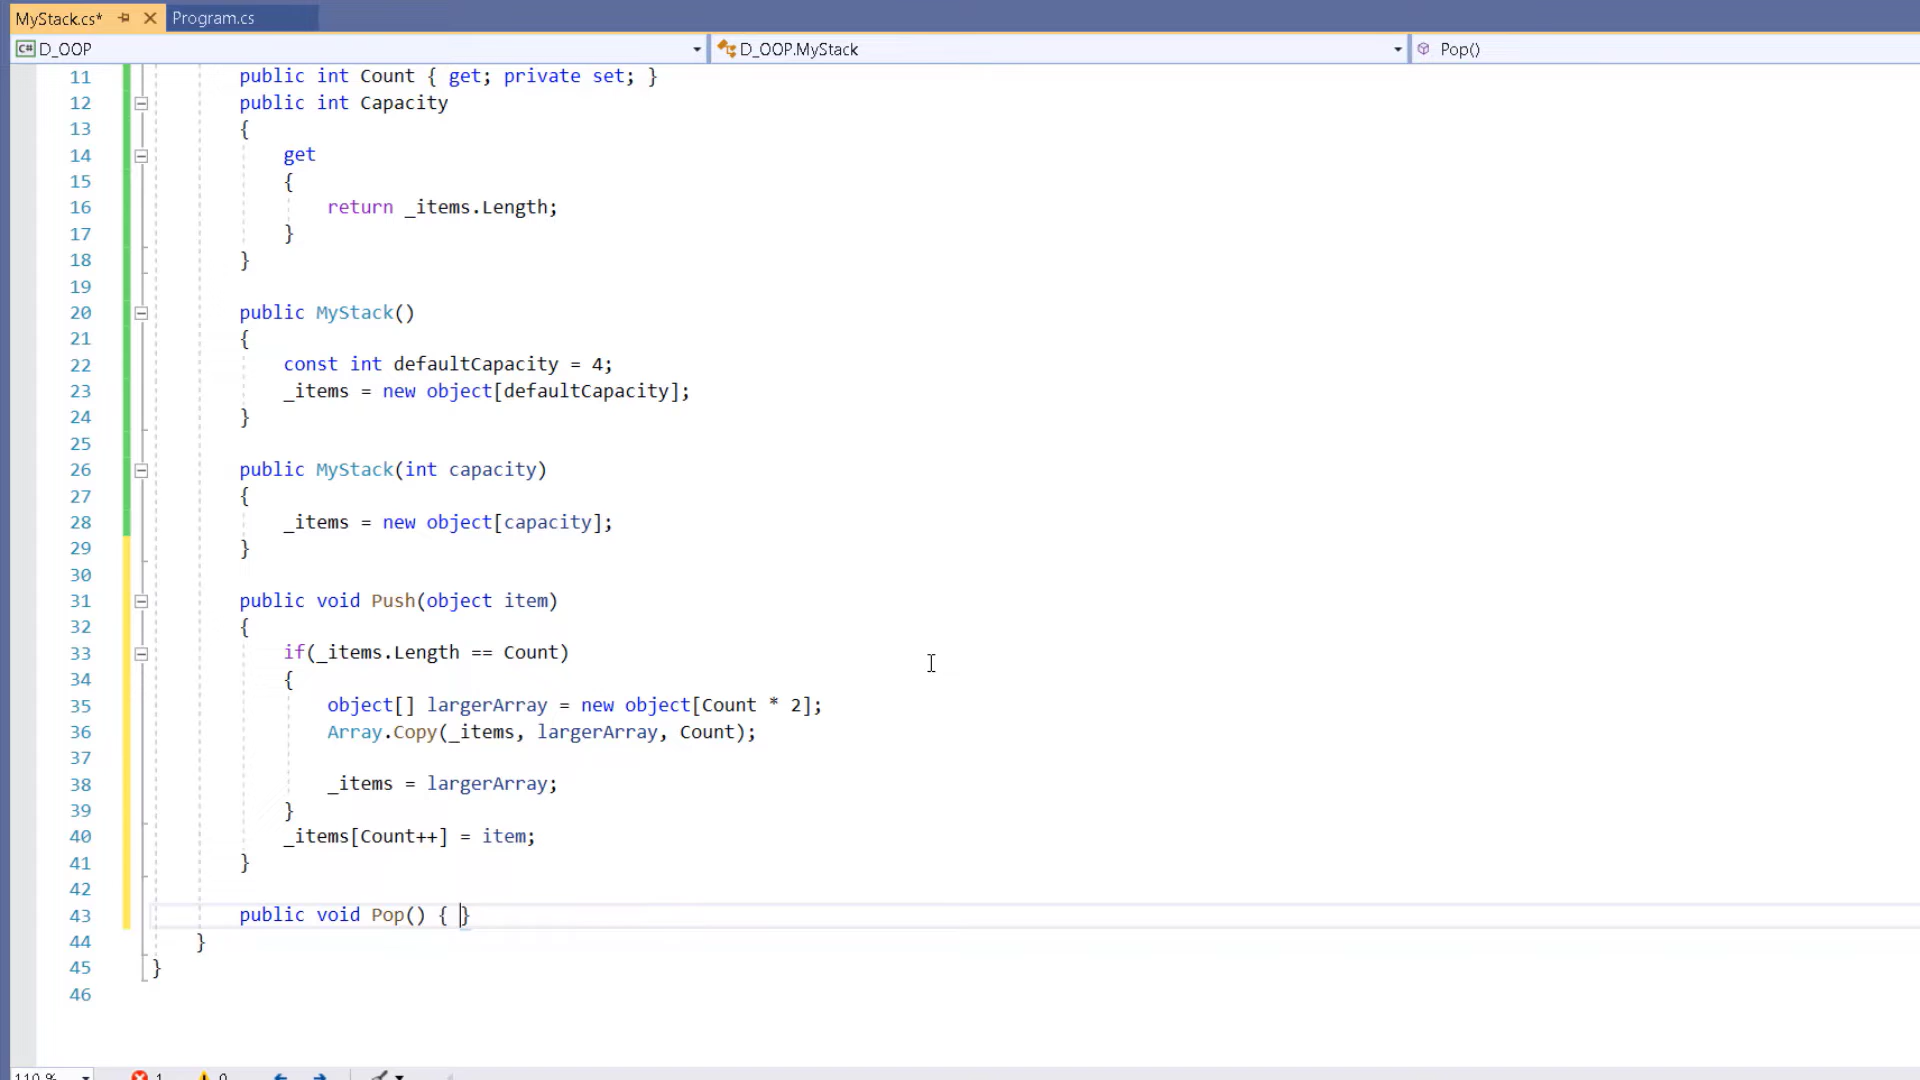 MyStack.cs* Program.cs
C# D_OOP D_OOP.MyStack Pop()
11 public int Count { get; private set; }
12 public int Capacity
13 {
14 get
15 {
16 return _items.Length;
17 }
18 }
19
20 public MyStack()
21 {
22 const int defaultCapacity = 4;
23 _items = new object[defaultCapacity];
24 }
25
26 public MyStack(int capacity)
27 {
28 _items = new object[capacity];
29 }
30
31 public void Push(object item)
32 {
33 if(_items.Length == Count)
34 {
35 object[] largerArray = new object[Count * 2];
36 Array.Copy(_items, largerArray, Count);
37
38 _items = largerArray;
39 }
40 _items[Count++] = item;
41 }
42
43 public void Pop() { }
44 }
45 }
46
110 % 1 0